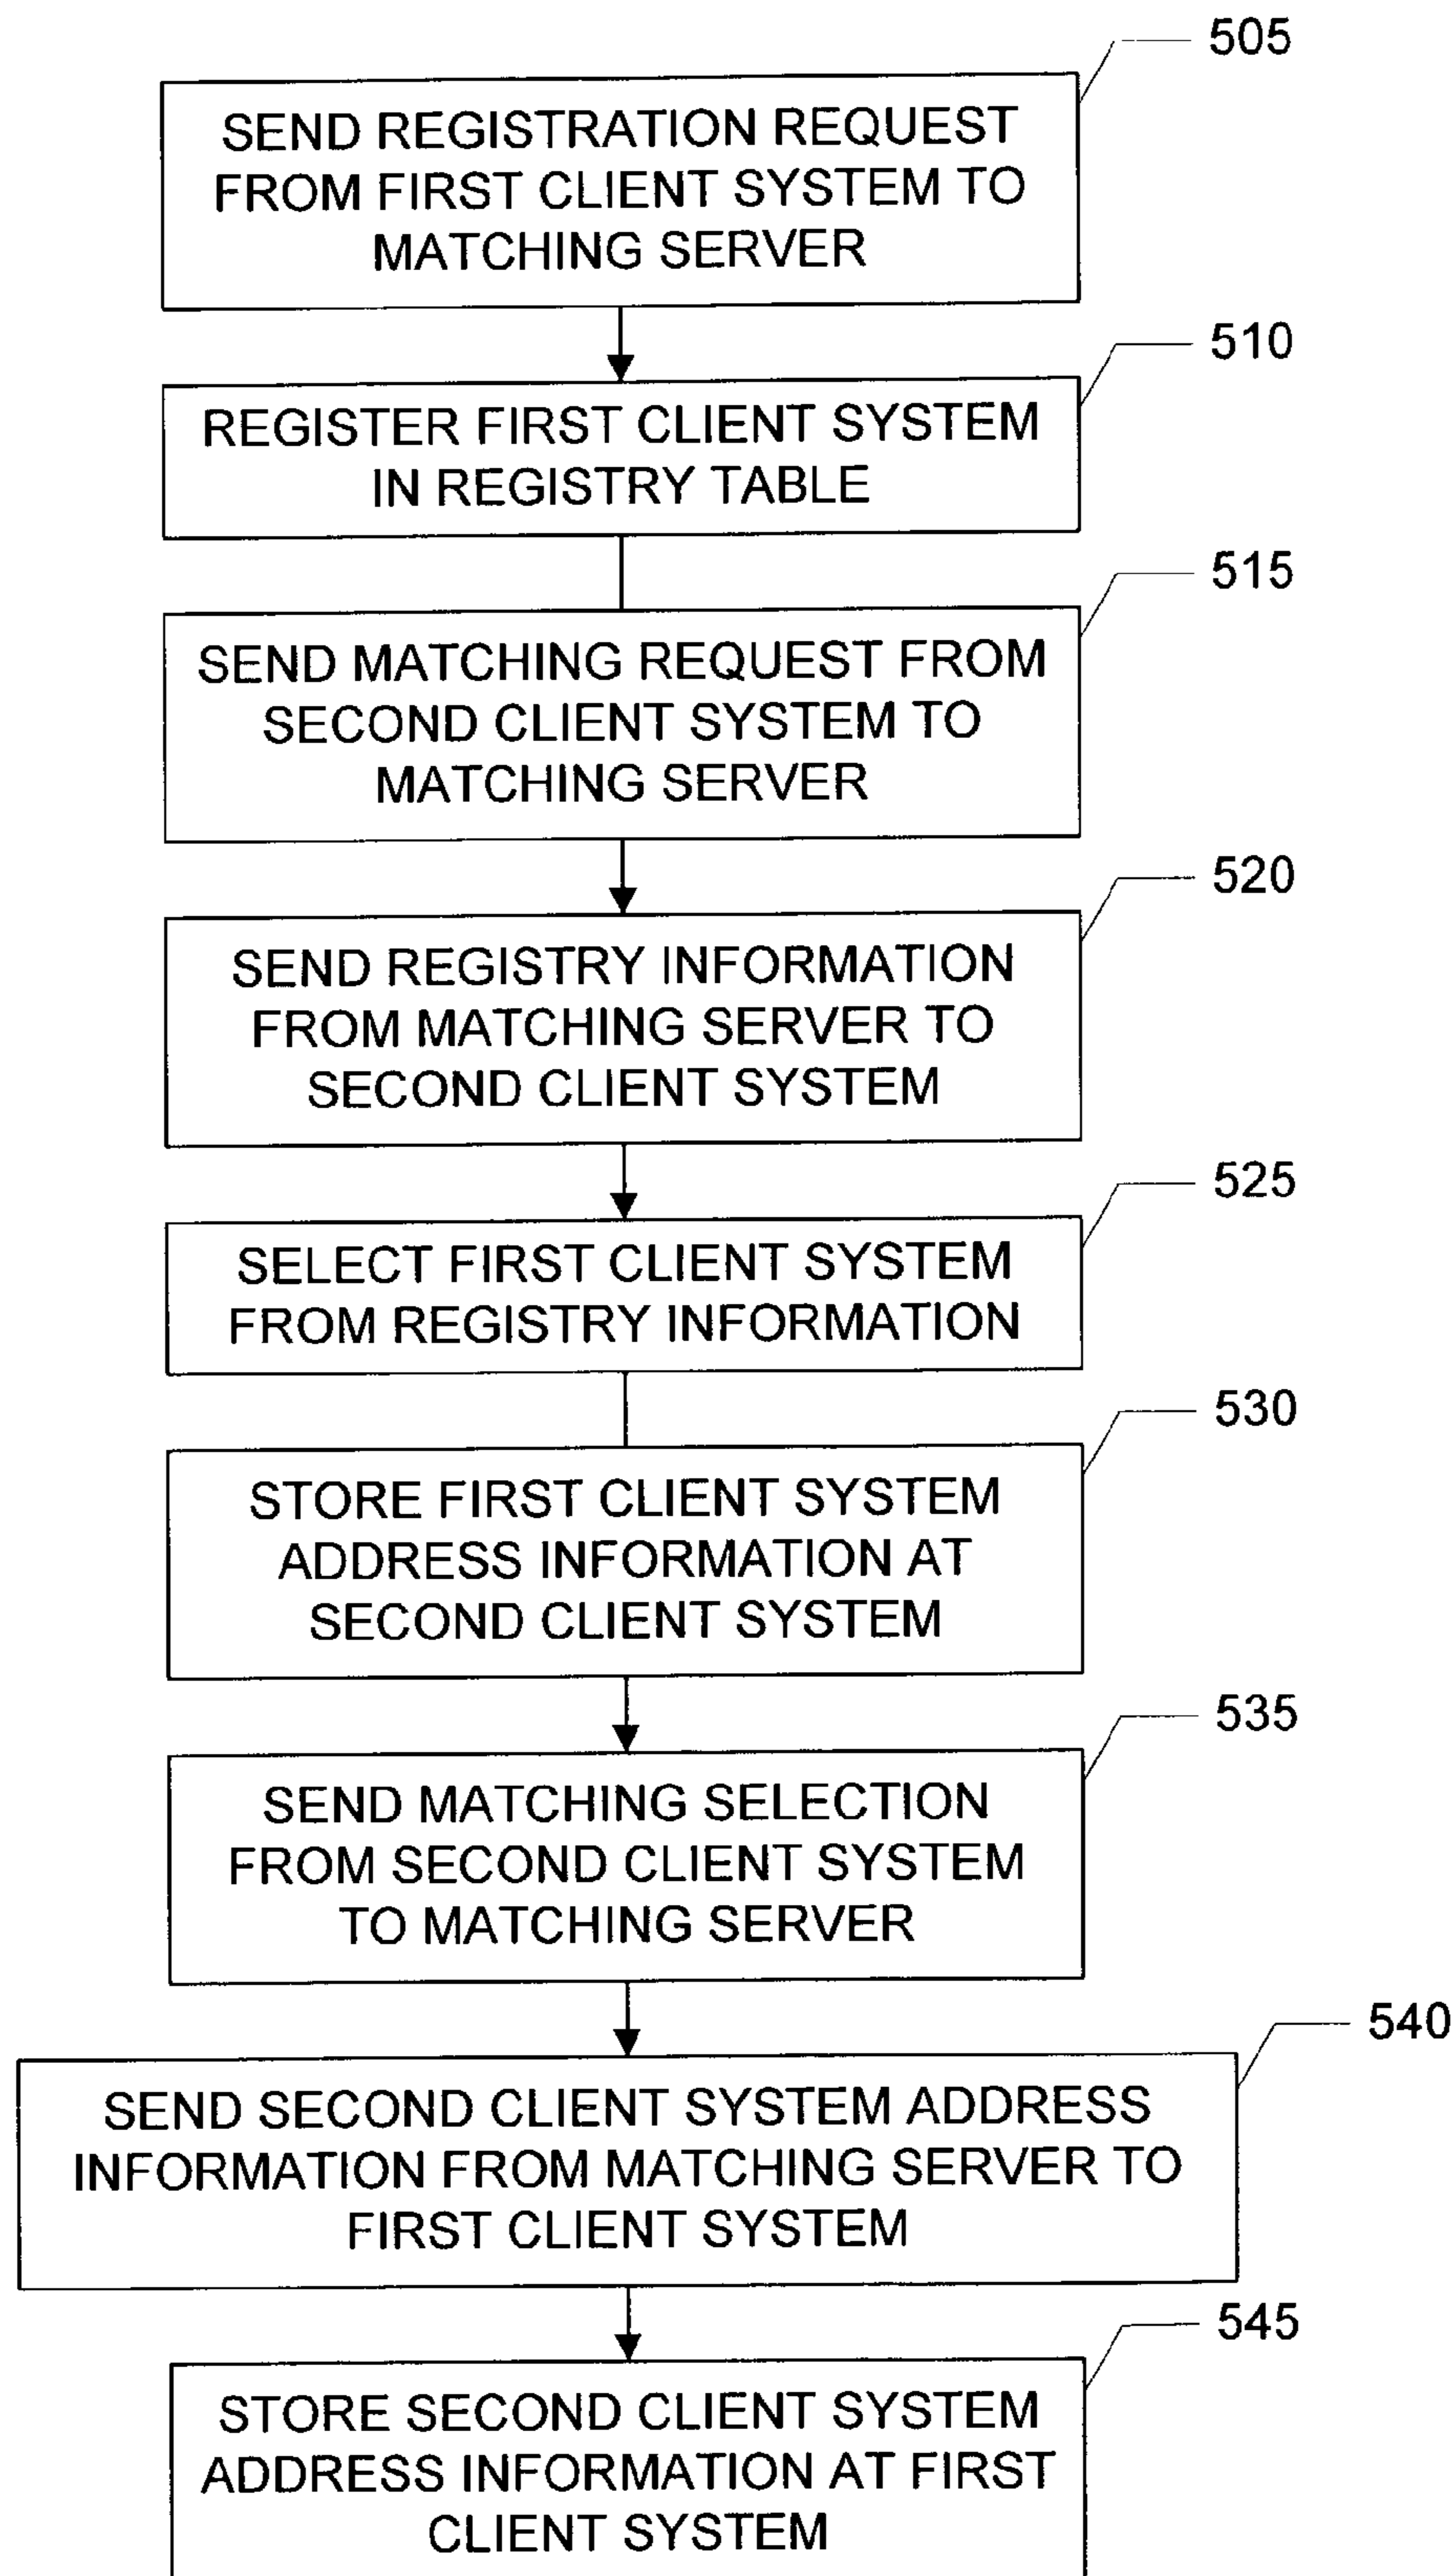 505
SEND REGISTRATION REQUEST
FROM FIRST CLIENT SYSTEM TO
MATCHING SERVER
510
REGISTER FIRST CLIENT SYSTEM
IN REGISTRY TABLE
515
SEND MATCHING REQUEST FROM
SECOND CLIENT SYSTEM TO
MATCHING SERVER
520
SEND REGISTRY INFORMATION
FROM MATCHING SERVER TO
SECOND CLIENT SYSTEM
525
SELECT FIRST CLIENT SYSTEM
FROM REGISTRY INFORMATION
530
STORE FIRST CLIENT SYSTEM
ADDRESS INFORMATION AT
SECOND CLIENT SYSTEM
535
SEND MATCHING SELECTION
FROM SECOND CLIENT SYSTEM
TO MATCHING SERVER
540
SEND SECOND CLIENT SYSTEM ADDRESS
INFORMATION FROM MATCHING SERVER TO
FIRST CLIENT SYSTEM
545
STORE SECOND CLIENT SYSTEM
ADDRESS INFORMATION AT FIRST
CLIENT SYSTEM